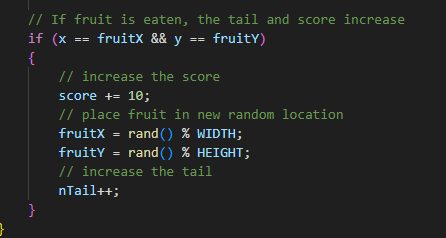 // If fruit is eaten, the tail and score increase
if (x == fruitX && y == fruitY)
{
// increase the score
score += 10;
// place fruit in new random location
fruitX = rand() % WIDTH;
fruitY = rand() % HEIGHT;
// increase the tail
nTail++;
}
}